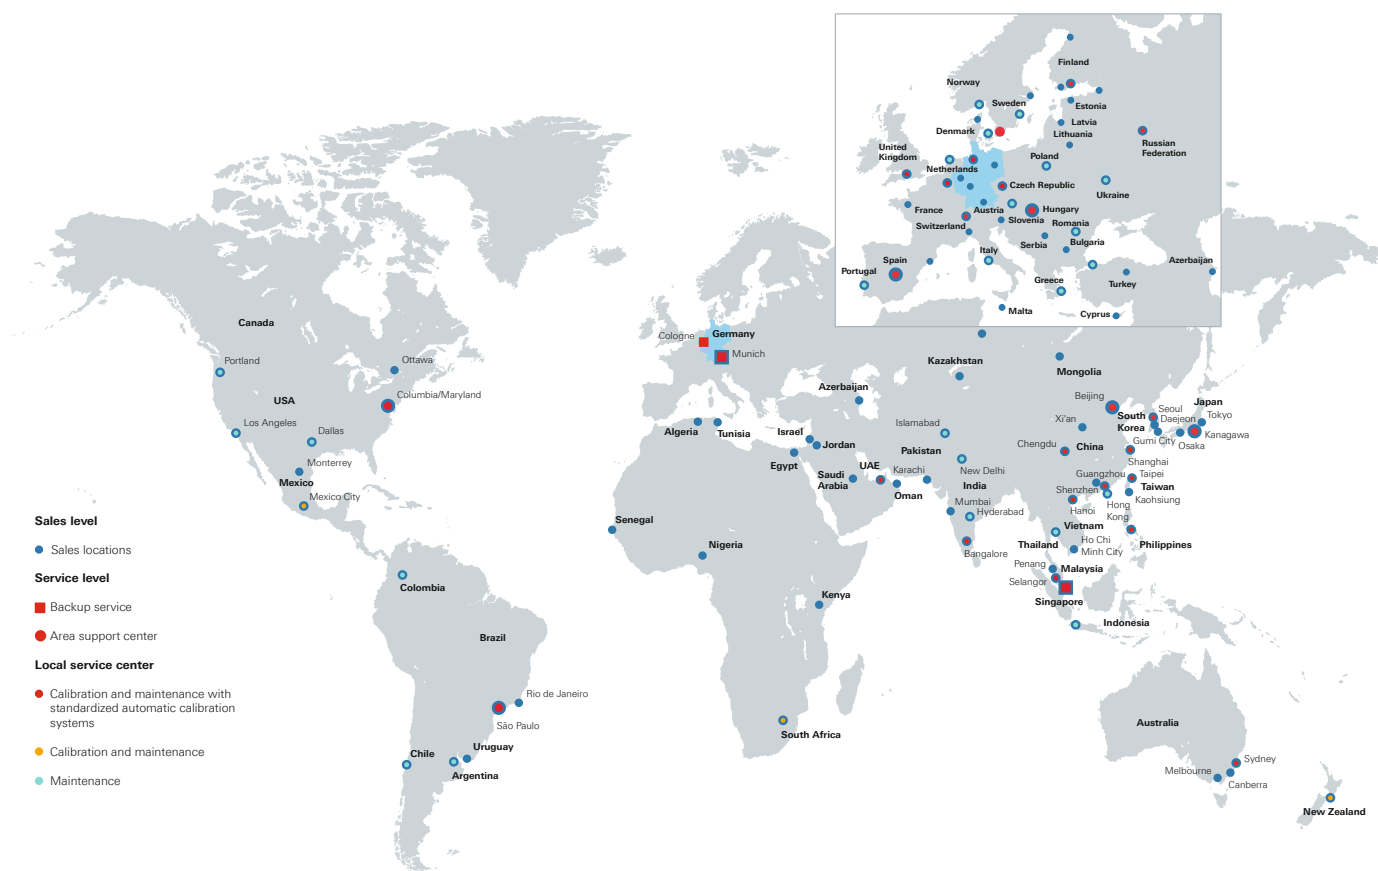 Finland
Norway
Sweden
Estonia
Denmark
Latvia
Lithuania
Russian
Federation
United
Kingdom
Poland
Netherlands
Czech Republic
Ukraine
France
Austria
Hungary
Slovenia
Romania
Switzerland
Serbia
Bulgaria
Italy
Spain
Azerbaijan
Portugal
Greece
Turkey
Malta
Cyprus
Canada
Cologne
Germany
Munich
Portland
Ottawa
Kazakhstan
Mongolia
Azerbaijan
Columbia/Maryland
USA
Beijing
Japan
Seoul
Tokyo
South
Korea
Daejeon
Xi'an
Los Angeles
Dallas
Algeria
Tunisia
Israel
Islamabad
Kanagawa
Gumi City
Osaka
Jordan
Chengdu
China
Pakistan
Monterrey
Mexico
Egypt
UAE
Karachi
New Delhi
Shanghai
Saudi
Arabia
Guangzhou
Taipei
India
Taiwan
Oman
Shenzhen
Kaohsiung
Mexico City
Mumbai
Hyderabad
Hanoi
Hong
Kong
Senegal
Vietnam
Nigeria
Thailand
Ho Chi
Minh City
Philippines
Bangalore
Penang
Malaysia
Selangor
Singapore
Colombia
Kenya
Indonesia
Brazil
Rio de Janeiro
São Paulo
Australia
South Africa
Uruguay
Chile
Argentina
Sydney
Melbourne
Canberra
New Zealand
Sales level
Sales locations
Service level
Backup service
Area support center
Local service center
Calibration and maintenance with
standardized automatic calibration
systems
Calibration and maintenance
Maintenance